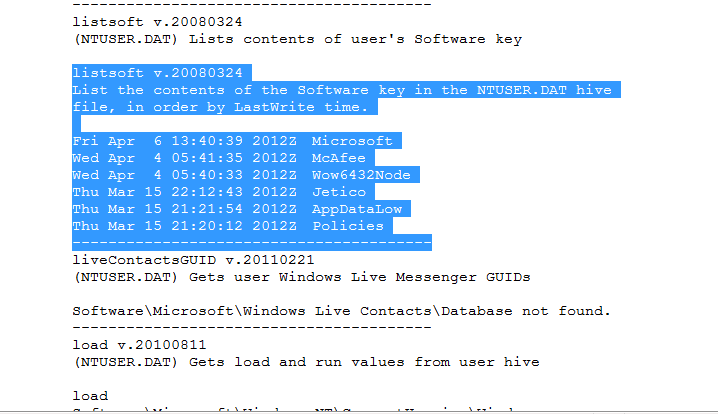 ----------------------------------------
listsoft v.20080324
(NTUSER.DAT) Lists contents of user's Software key
listsoft v.20080324
List the contents of the Software key in the NTUSER.DAT hive
file, in order by LastWrite time.
Fri Apr  6 13:40:39 2012Z  Microsoft
Wed Apr  4 05:41:35 2012Z  McAfee
Wed Apr  4 05:40:33 2012Z  Wow6432Node
Thu Mar 15 22:12:43 2012Z  Jetico
Thu Mar 15 21:21:54 2012Z  AppDataLow
Thu Mar 15 21:20:12 2012Z  Policies
----------------------------------------
liveContactsGUID v.20110221
(NTUSER.DAT) Gets user Windows Live Messenger GUIDs
Software\Microsoft\Windows Live Contacts\Database not found.
----------------------------------------
load v.20100811
(NTUSER.DAT) Gets load and run values from user hive
load